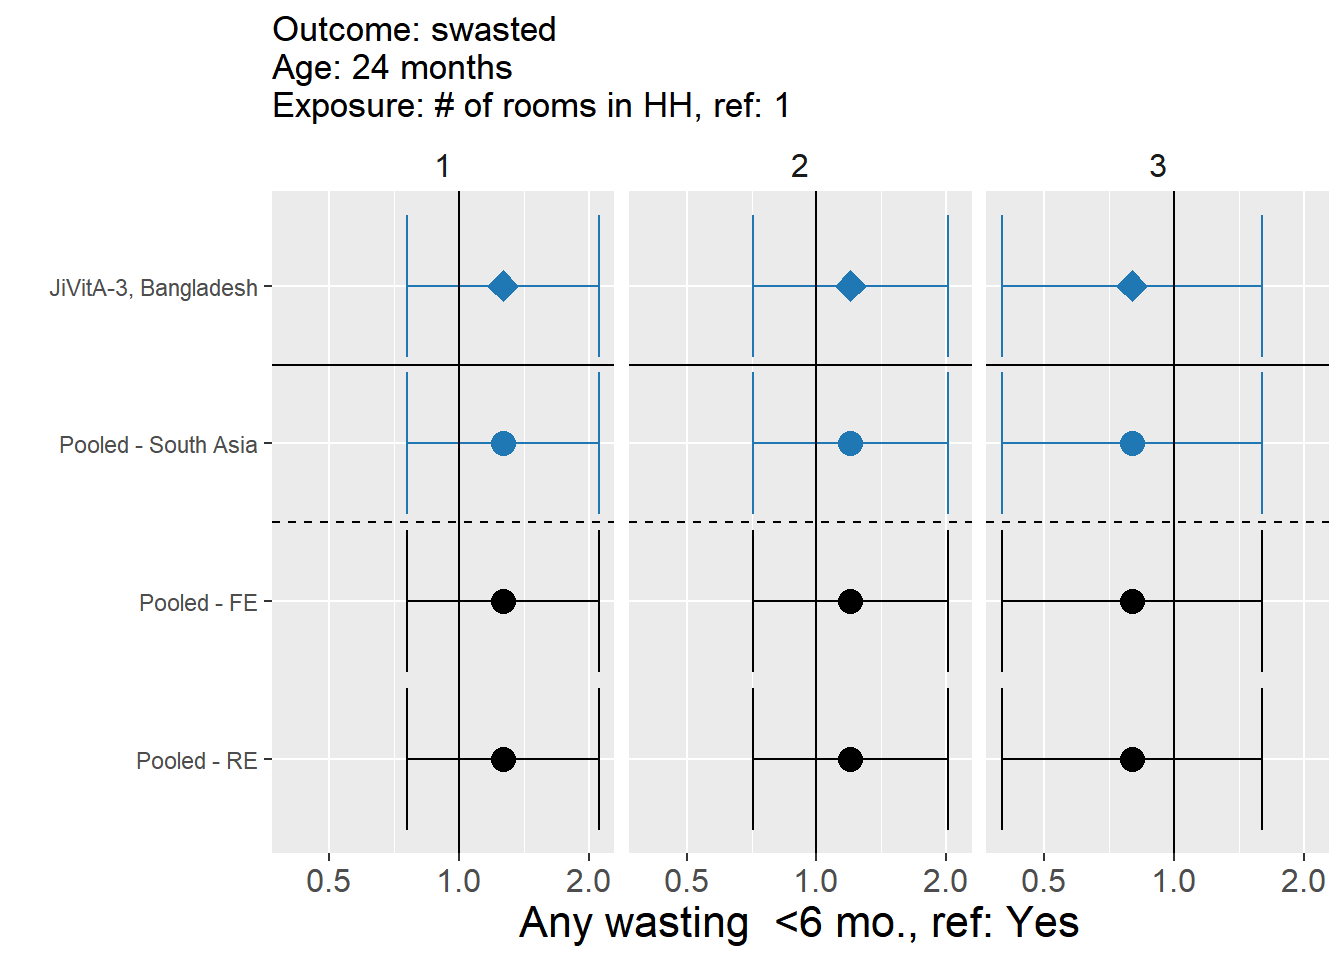 Outcome: swasted
Age: 24 months
Exposure: # of rooms in HH, ref: 1
1 2 3
JiVitA-3, Bangladesh
Pooled - South Asia
Pooled - FE
Pooled - RE
0.5 1.0 2.0 0.5 1.0 2.0 0.5 1.0 2.0
Any wasting  <6 mo., ref: Yes